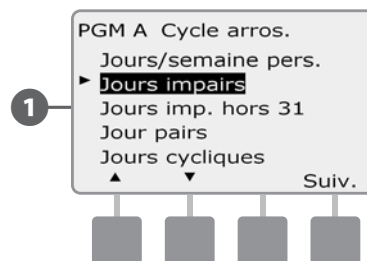 PGM A Cycle arros.
Jours/semaine pers.
► Jours impairs
Jours imp. hors 31
Jour pairs
Jours cycliques
▲ ▼ Suiv.
1